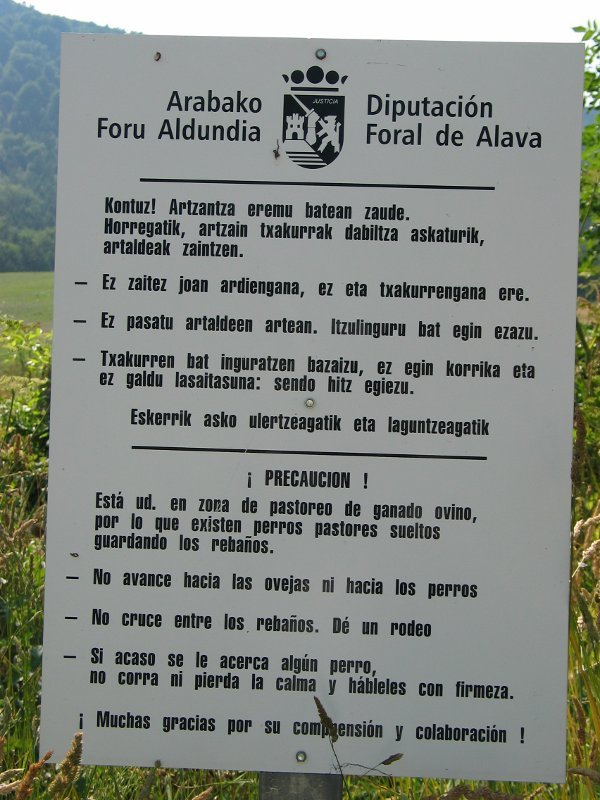 Arabako
Foru Aldundia
JUSTICIA
Diputación
Foral de Alava
Kontuz! Artzantza eremu batean zaude.
Horregatik, artzain txakurrak dabiltza askaturik,
artaldeak zaintzen.
– Ez zaitez joan ardiengana, ez eta txakurrengana ere.
– Ez pasatu artaldeen artean. Itzulinguru bat egin ezazu.
– Txakurren bat inguratzen bazaizu, ez egin korrika eta
ez galdu lasaitasuna: sendo hitz egiezu.
Eskerrik asko ulertzeagatik eta laguntzeagatik
¡ PRECAUCION !
Está ud. en zona de pastoreo de ganado ovino,
por lo que existen perros pastores sueltos
guardando los rebaños.
– No avance hacia las ovejas ni hacia los perros
– No cruce entre los rebaños. Dé un rodeo
– Si acaso se le acerca algún perro,
no corra ni pierda la calma y hábleles con firmeza.
¡ Muchas gracias por su comprensión y colaboración !